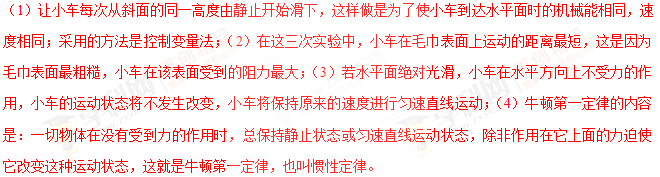 （1）让小车每次从斜面的同一高度由静止开始滑下，这样做是为了使小车到达水平面时的机械能相同，速
度相同；采用的方法是控制变量法；（2）在这三次实验中，小车在毛巾表面上运动的距离最短，这是因为
毛巾表面最粗糙，小车在该表面受到的阻力最大；（3）若水平面绝对光滑，小车在水平方向上不受力的作
用，小车的运动状态将不发生改变，小车将保持原来的速度进行匀速直线运动；（4）牛顿第一定律的内容
是：一切物体在没有受到力的作用时，总保持静止状态或匀速直线运动状态，除非作用在它上面的力迫使
它改变这种运动状态，这就是牛顿第一定律，也叫惯性定律。